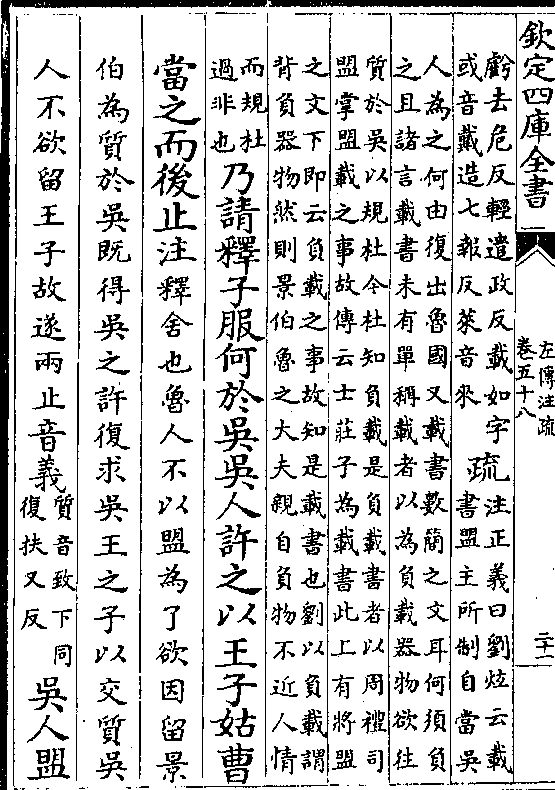 欽定四庫全書
左傳注疏
卷五十八
二十一
虧去危反輕遣政反載如字
或音戴造七報反萊音來
疏
注正義曰劉炫云載
書盟主所制自當吳
人為之何由復出魯國又載書數簡之文耳何須負
之且諸言載書未有單稱載者以為負載器物欲往
質於吳以規杜今杜知負載是負載書者以周禮司
盟掌盟載之事故傳云士莊子為載書此上有將盟
之文下即云負載之事故知是載書也劉以負載謂
背負器物然則景伯魯之大夫親自負物不近人情
而規杜
過非也
乃請釋子服何於吳吳人許之以王子姑曹
當之而後止注釋舍也魯人不以盟為了欲因留景
伯為質於吳既得吳之許復求吳王之子以交質吳
人不欲留王子故遂兩止音義
質音致下同
復扶又反
吳人盟